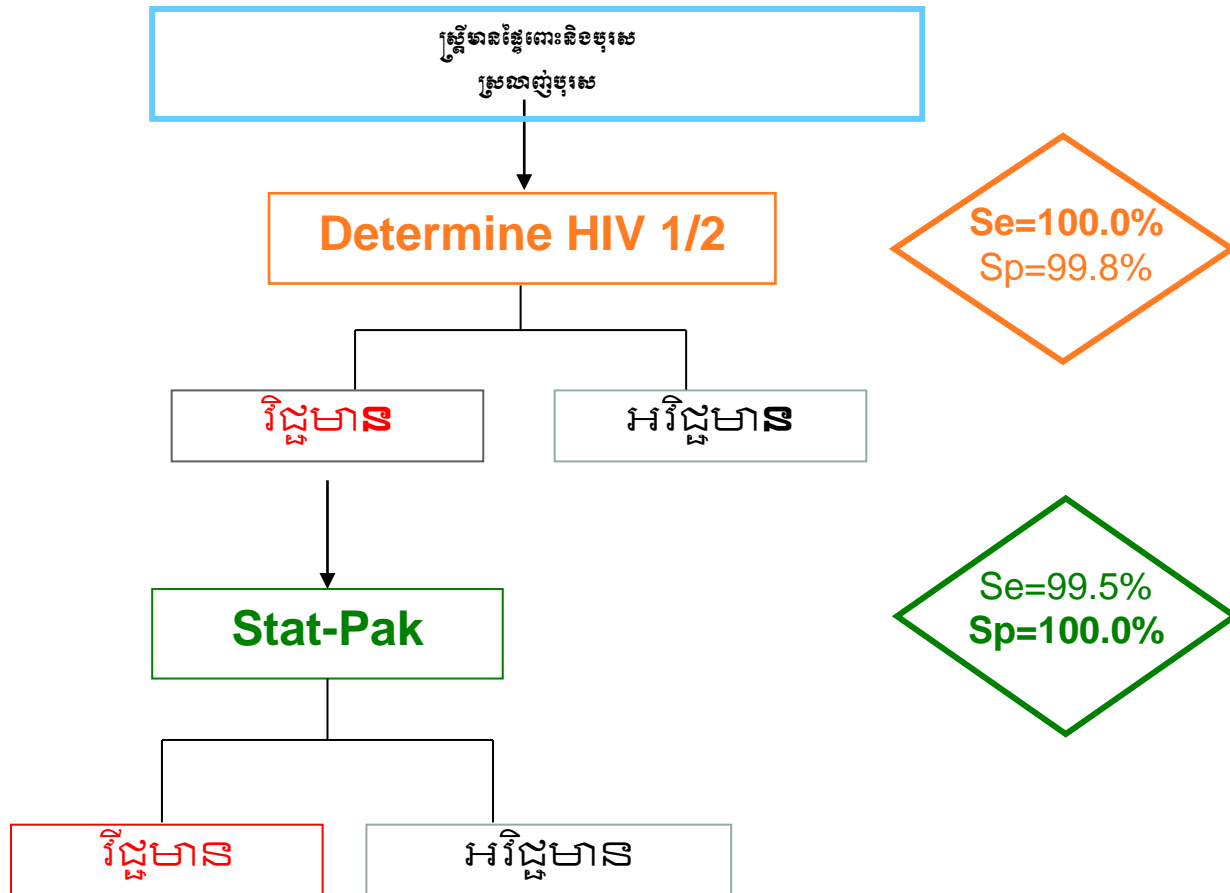 ស្ត្រីមានផ្ទៃពោះនិងបុរស
ស្រលាញ់បុរស
Determine HIV 1/2
Se=100.0%
Sp=99.8%
វិជ្ជមាន
អវិជ្ជមាន
Stat-Pak
Se=99.5%
Sp=100.0%
វីជ្ជមាន
អវិជ្ជមាន